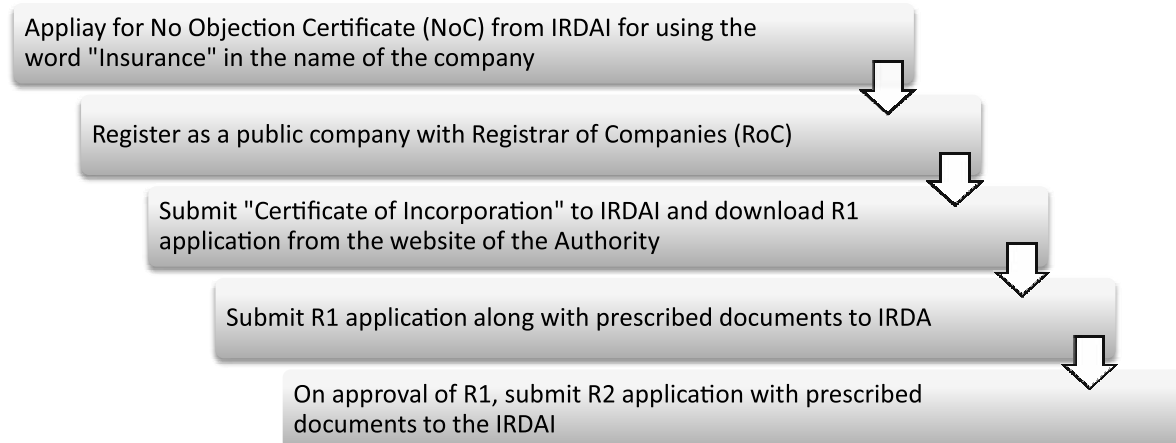 Appliay for No Objection Certificate (NoC) from IRDAI for using the
word "Insurance" in the name of the company
Register as a public company with Registrar of Companies (RoC)
Submit "Certificate of Incorporation" to IRDAI and download R1
application from the website of the Authority
Submit R1 application along with prescribed documents to IRDA
On approval of R1, submit R2 application with prescribed
documents to the IRDAI